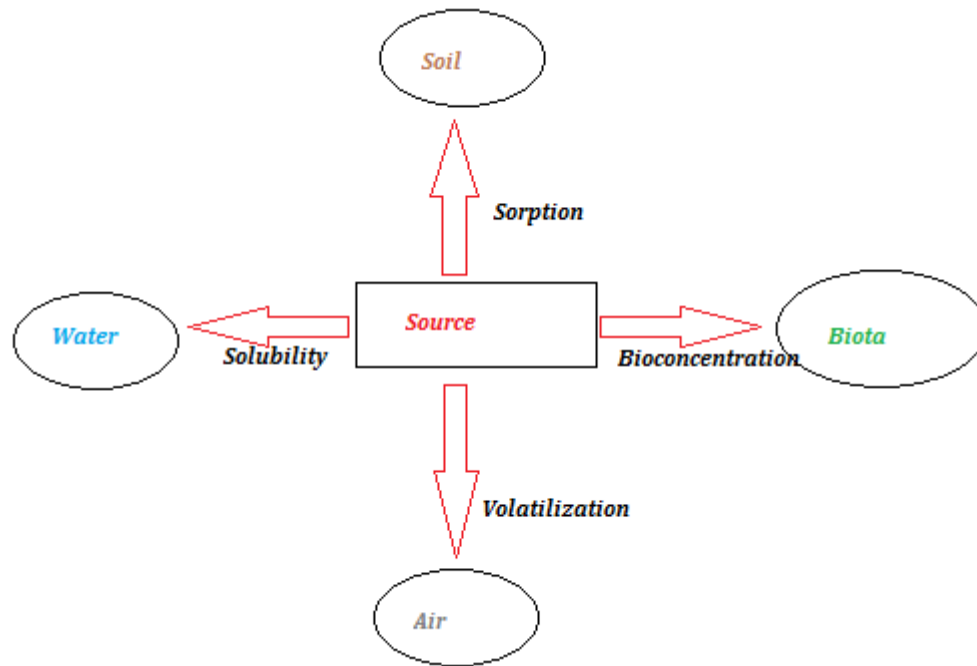 Soil
Sorption
Source
Water
Solubility
Bioconcentration
Biota
Volatilization
Air